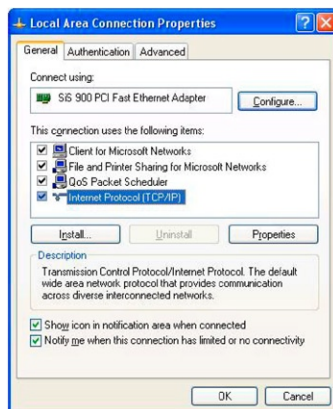 Local Area Connection Properties
General
Authentication
Advanced
Connect using:
SiS 900 PCI Fast Ethernet Adapter
Configure...
This connection uses the following items:
Client for Microsoft Networks
File and Printer Sharing for Microsoft Networks
QoS Packet Scheduler
Internet Protocol (TCP/IP)
Install...
Uninstall
Properties
Description
Transmission Control Protocol/Internet Protocol. The default
wide area network protocol that provides communication
across diverse interconnected networks.
Show icon in notification area when connected
Notify me when this connection has limited or no connectivity
OK
Cancel